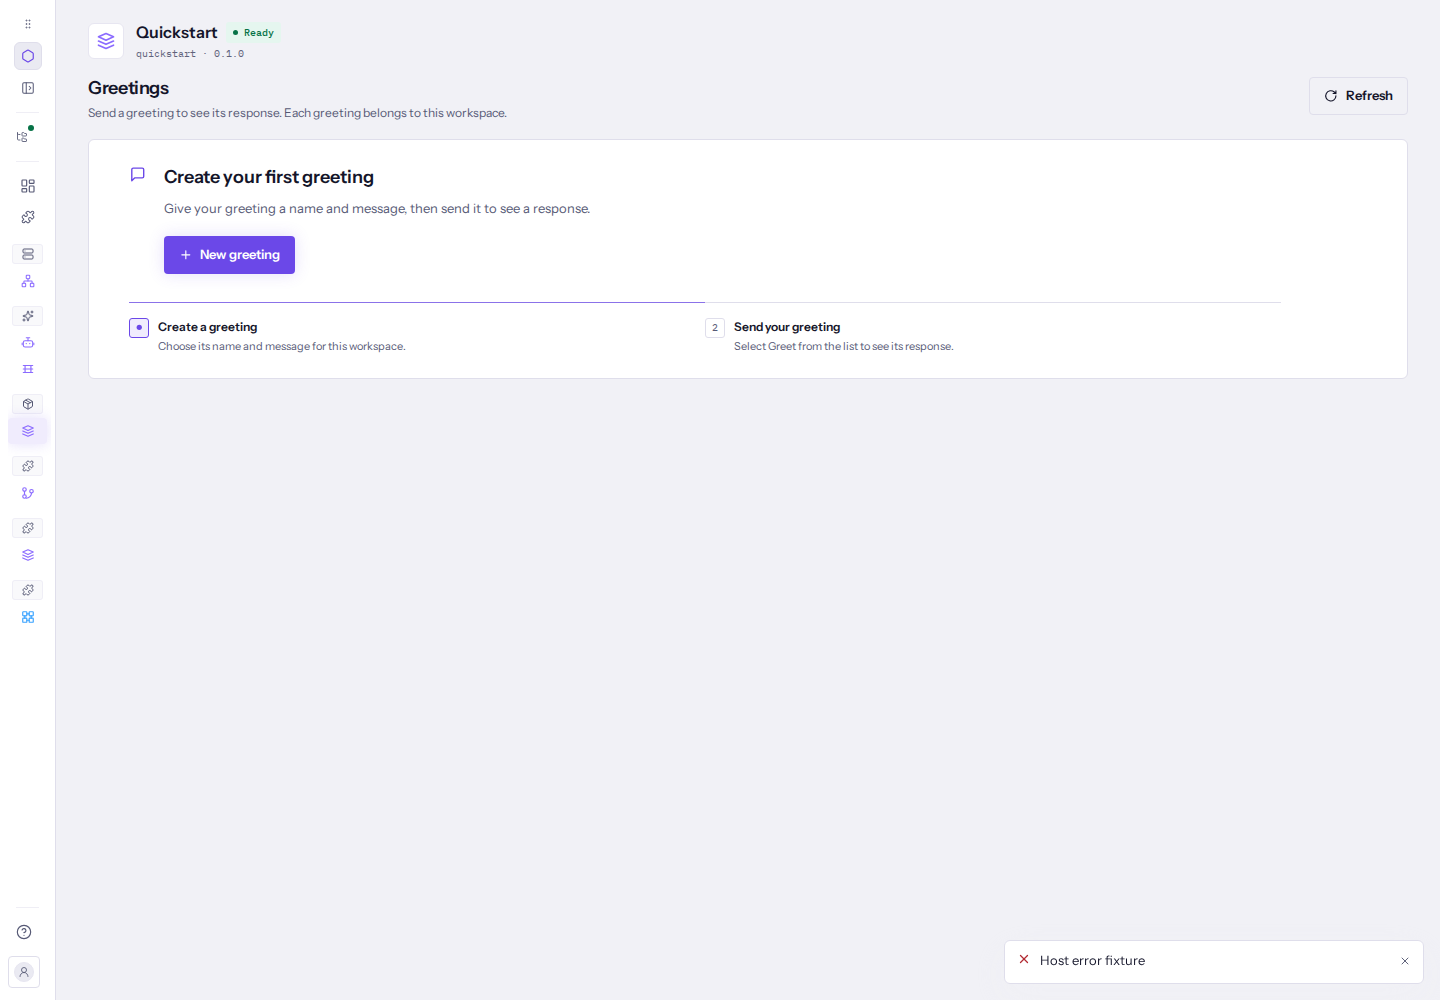 Quickstart
Ready
quickstart · 0.1.0
Greetings
Send a greeting to see its response. Each greeting belongs to this workspace.
Refresh
Create your first greeting
Give your greeting a name and message, then send it to see a response.
New greeting
Create a greeting
Choose its name and message for this workspace.
2
Send your greeting
Select Greet from the list to see its response.
Host error fixture